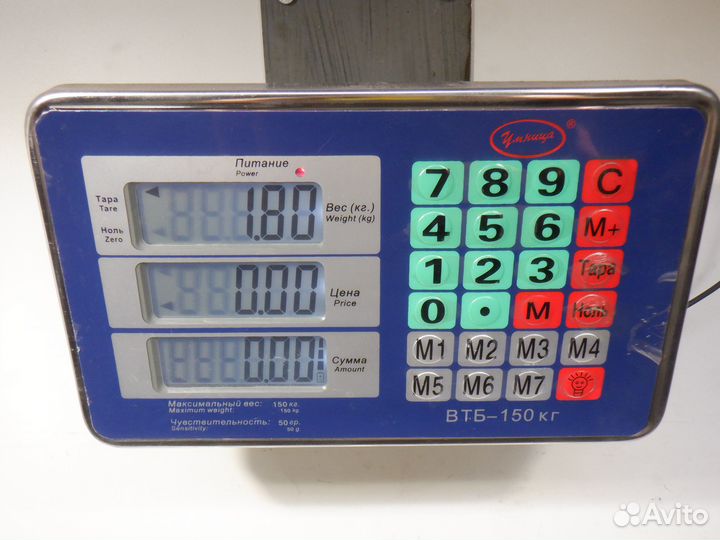 Умница ®
Питание
Power
Тара
Tare
Ноль
Zero
1.80
Вес (кг.)
Weight (kg)
0.00
Цена
Price
0.00
Сумма
Amount
Максимальный вес: 150 кг.
Maximum weight: 150 kg
Чувствительность: 50 гр.
Sensitivity: 50 g
7 8 9 C
4 5 6 M+
1 2 3 Тара
0 • M Ноль
M1 M2 M3 M4
M5 M6 M7
ВТБ-150 кг
Avito